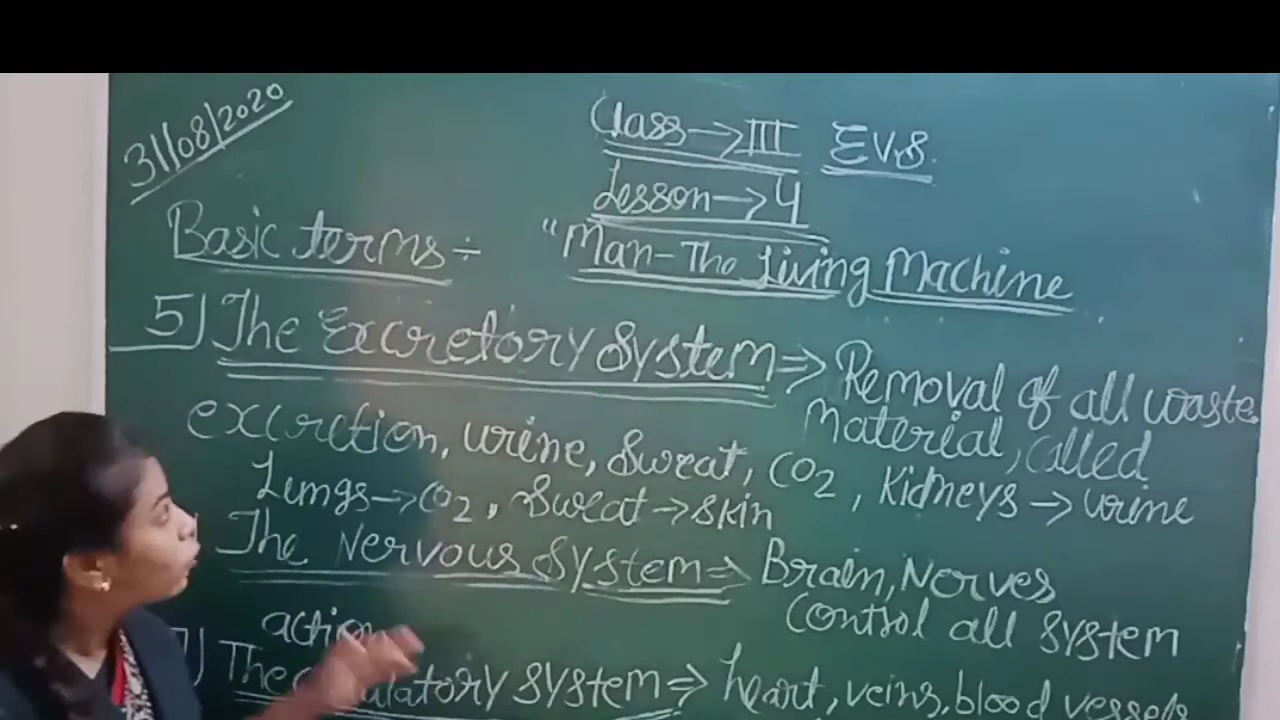 31/08/2020
Class → III EVS.
Lesson → 4
Basic terms ÷ "Man - The Living Machine
5] The Excretory System ⇒ Removal of all waste
Material, called
excretion, urine, sweat, CO2, Kidneys → urine
Lungs → CO2, Sweat → skin
The Nervous System ⇒ Brain, Nerves
Control all system
action
7] The system ⇒ heart, veins, blood vessels